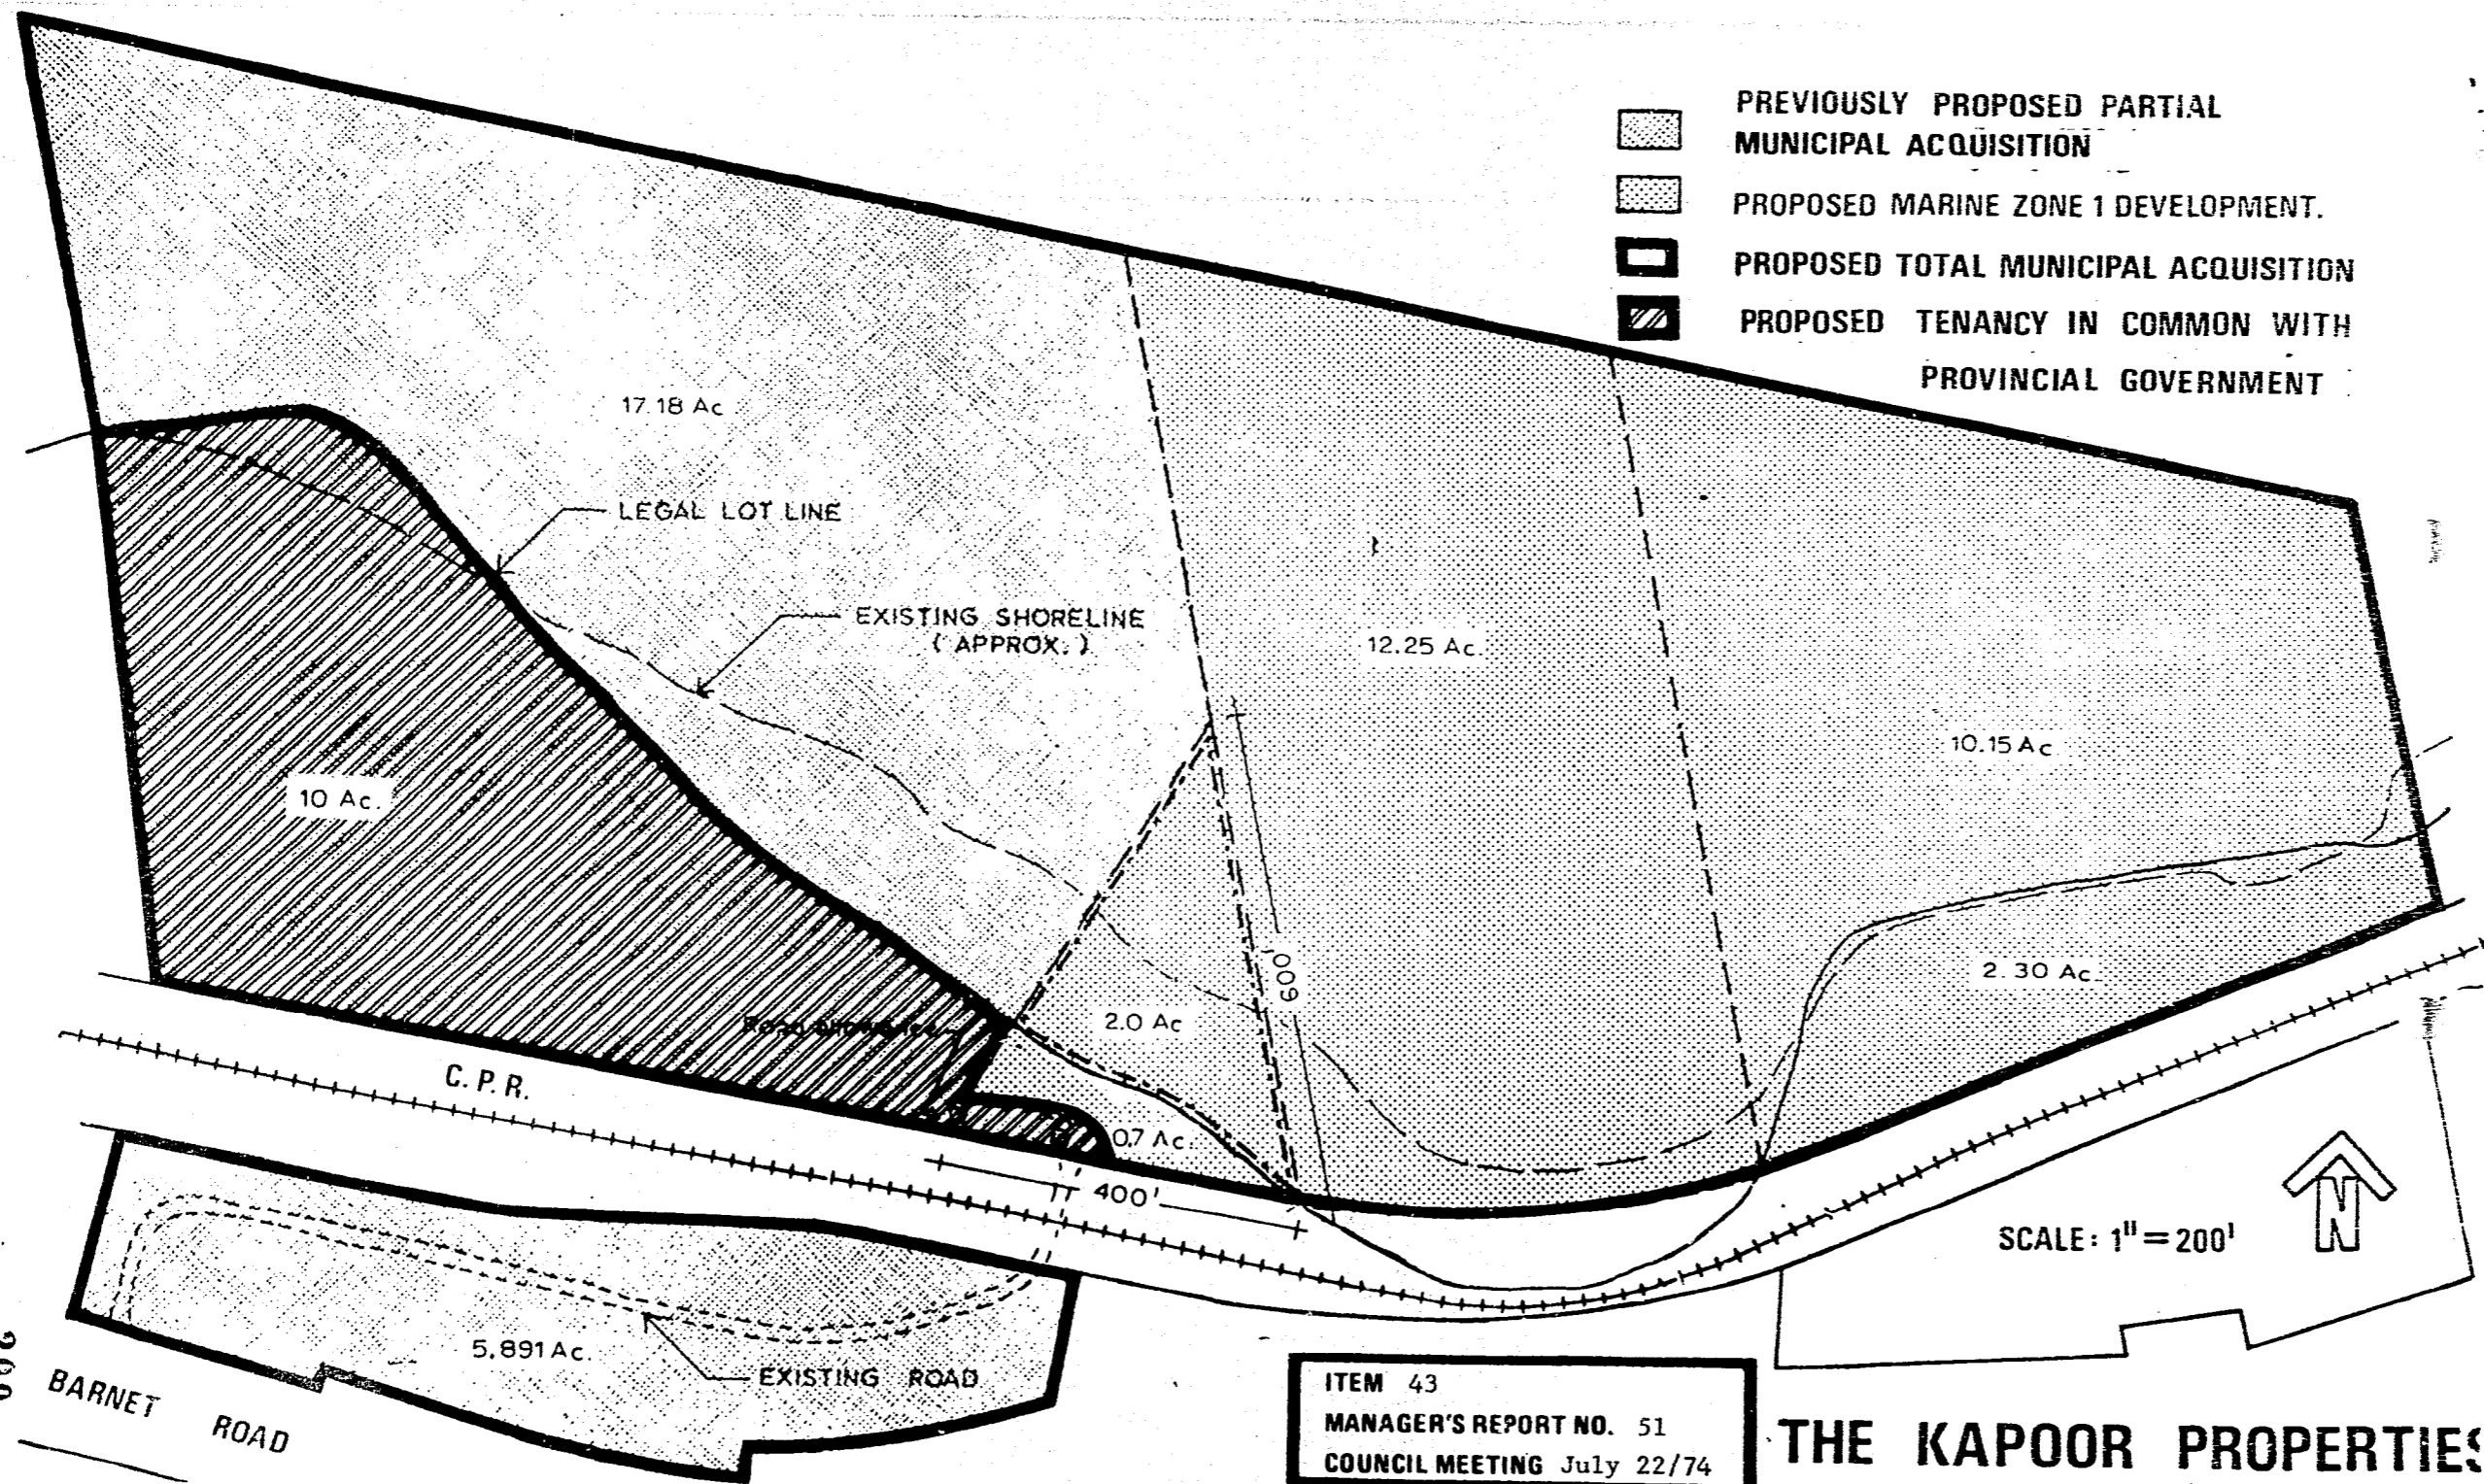 PREVIOUSLY PROPOSED PARTIAL
MUNICIPAL ACQUISITION
PROPOSED MARINE ZONE 1 DEVELOPMENT.
PROPOSED TOTAL MUNICIPAL ACQUISITION
PROPOSED TENANCY IN COMMON WITH
PROVINCIAL GOVERNMENT
17.18 Ac
LEGAL LOT LINE
EXISTING SHORELINE
( APPROX. )
12.25 Ac.
10.15 Ac
10 Ac.
600'
2.30 Ac.
2.0 Ac
Road
C.P.R.
0.7 Ac.
400'
SCALE: 1" = 200'
N
5.891 Ac.
EXISTING ROAD
BARNET ROAD
ITEM 43
MANAGER'S REPORT NO. 51
COUNCIL MEETING July 22/74
THE KAPOOR PROPERTIES